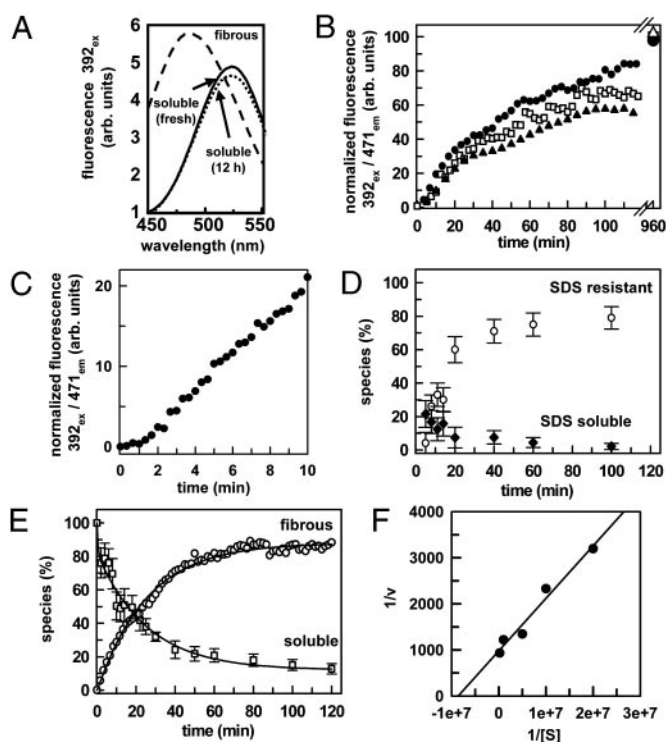 A
fluorescence 392ex
(arb. units)
6
5
4
3
2
1
fibrous
soluble
(fresh)
soluble
(12 h)
450 500 550
wavelength (nm)
B
normalized fluorescence
392ex / 471em (arb. units)
100
80
60
40
20
0
0 20 40 60 80 100 960
time (min)
C
normalized fluorescence
392ex / 471em (arb. units)
20
10
0
0 2 4 6 8 10
time (min)
D
species (%)
100
80
60
40
20
0
SDS resistant
SDS soluble
0 20 40 60 80 100 120
time (min)
E
species (%)
100
80
60
40
20
0
fibrous
soluble
0 20 40 60 80 100 120
time (min)
F
1/v
4000
3000
2000
1000
0
-1e+7 0 1e+7 2e+7 3e+7
1/[S]